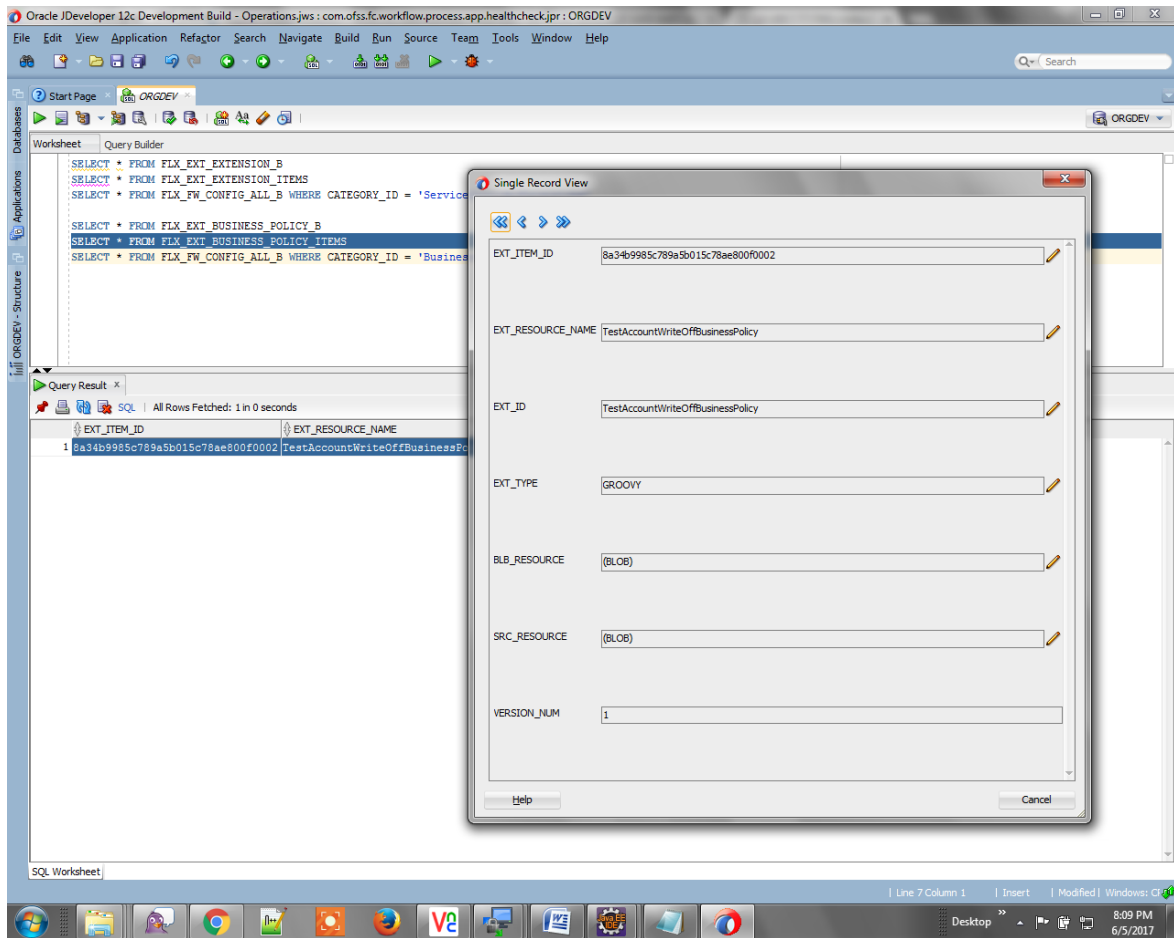 Oracle JDeveloper 12c Development Build - Operations.jws : com.ofss.fc.workflow.process.app.healthcheck.jpr : ORGDEV
File Edit View Application Refactor Search Navigate Build Run Source Team Tools Window Help
Search
Start Page
ORGDEV
ORGDEV
Databases
Applications
ORGDEV - Structure
Worksheet Query Builder
SELECT * FROM FLX_EXT_EXTENSION_B
SELECT * FROM FLX_EXT_EXTENSION_ITEMS
SELECT * FROM FLX_FW_CONFIG_ALL_B WHERE CATEGORY_ID = 'Service
SELECT * FROM FLX_EXT_BUSINESS_POLICY_B
SELECT * FROM FLX_EXT_BUSINESS_POLICY_ITEMS
SELECT * FROM FLX_FW_CONFIG_ALL_B WHERE CATEGORY_ID = 'Busines
Query Result
SQL | All Rows Fetched: 1 in 0 seconds
EXT_ITEM_ID EXT_RESOURCE_NAME
1 8a34b9985c789a5b015c78ae800f0002 TestAccountWriteOffBusinessPo
Single Record View
EXT_ITEM_ID 8a34b9985c789a5b015c78ae800f0002
EXT_RESOURCE_NAME TestAccountWriteOffBusinessPolicy
EXT_ID TestAccountWriteOffBusinessPolicy
EXT_TYPE GROOVY
BLB_RESOURCE (BLOB)
SRC_RESOURCE (BLOB)
VERSION_NUM 1
Help Cancel
SQL Worksheet
| Line 7 Column 1 | Insert | Modified | Windows: C
Desktop
8:09 PM
6/5/2017